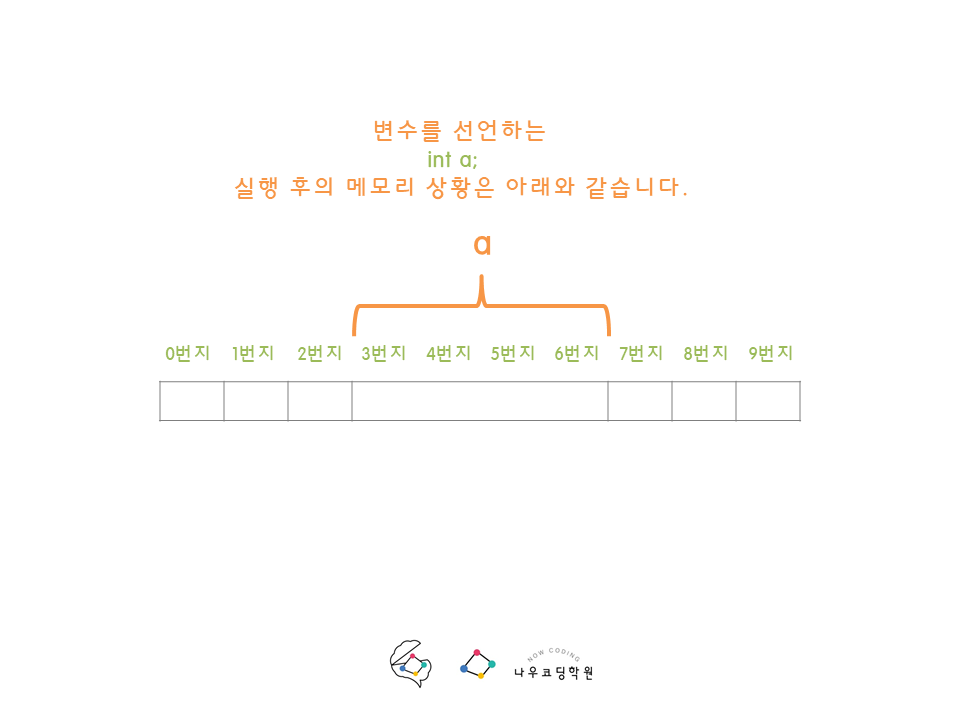 변수를 선언하는
int a;
실행 후의 메모리 상황은 아래와 같습니다.
a
0번지 1번지 2번지 3번지 4번지 5번지 6번지 7번지 8번지 9번지
NOW CODING
나우코딩학원